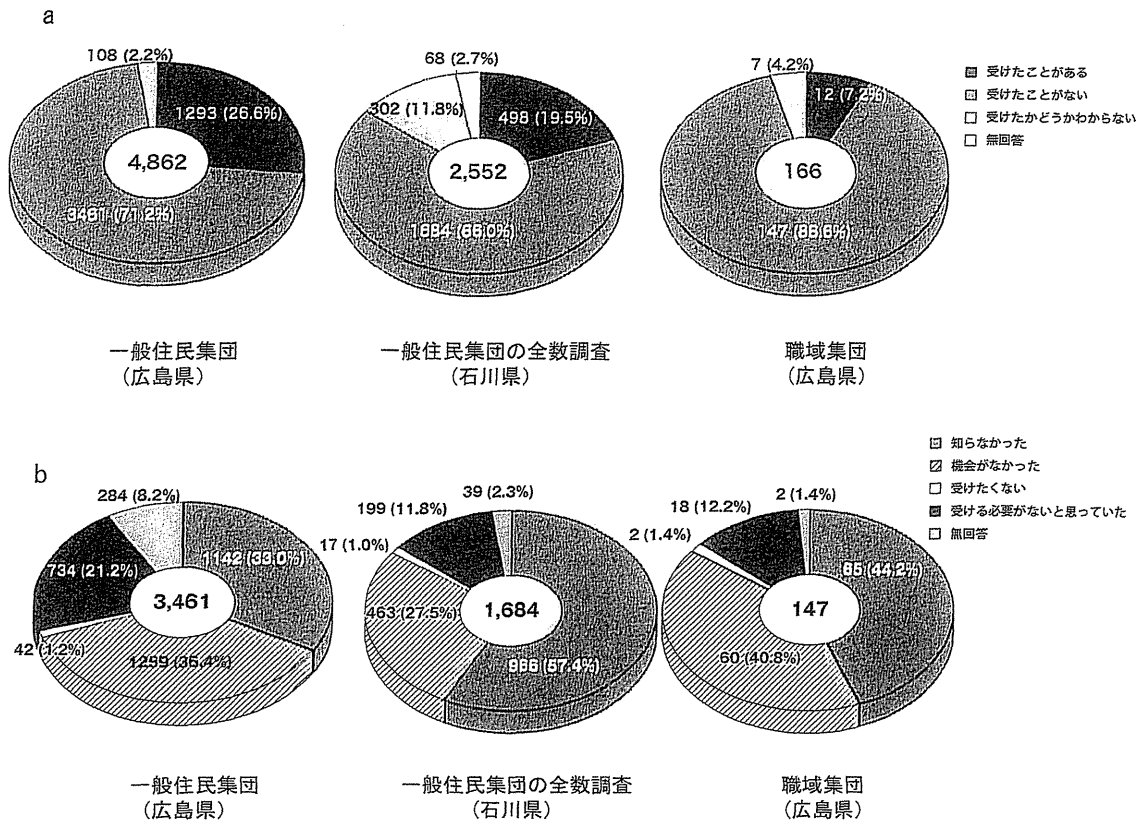 a
108 (2.2%)
1293 (26.6%)
4,862
3461 (71.2%)
一般住民集団
(広島県)
68 (2.7%)
302 (11.8%)
498 (19.5%)
2,552
1684 (66.0%)
一般住民集団の全数調査
(石川県)
7 (4.2%)
12 (7.2%)
166
147 (88.6%)
職域集団
(広島県)
受けたことがある
受けたことがない
受けたかどうかわからない
無回答
b
284 (8.2%)
1142 (33.0%)
734 (21.2%)
3,461
42 (1.2%)
1259 (36.4%)
一般住民集団
(広島県)
39 (2.3%)
199 (11.8%)
17 (1.0%)
463 (27.5%)
1,684
966 (57.4%)
一般住民集団の全数調査
(石川県)
2 (1.4%)
18 (12.2%)
2 (1.4%)
65 (44.2%)
147
60 (40.8%)
職域集団
(広島県)
知らなかった
機会がなかった
受けたくない
受ける必要がないと思っていた
無回答